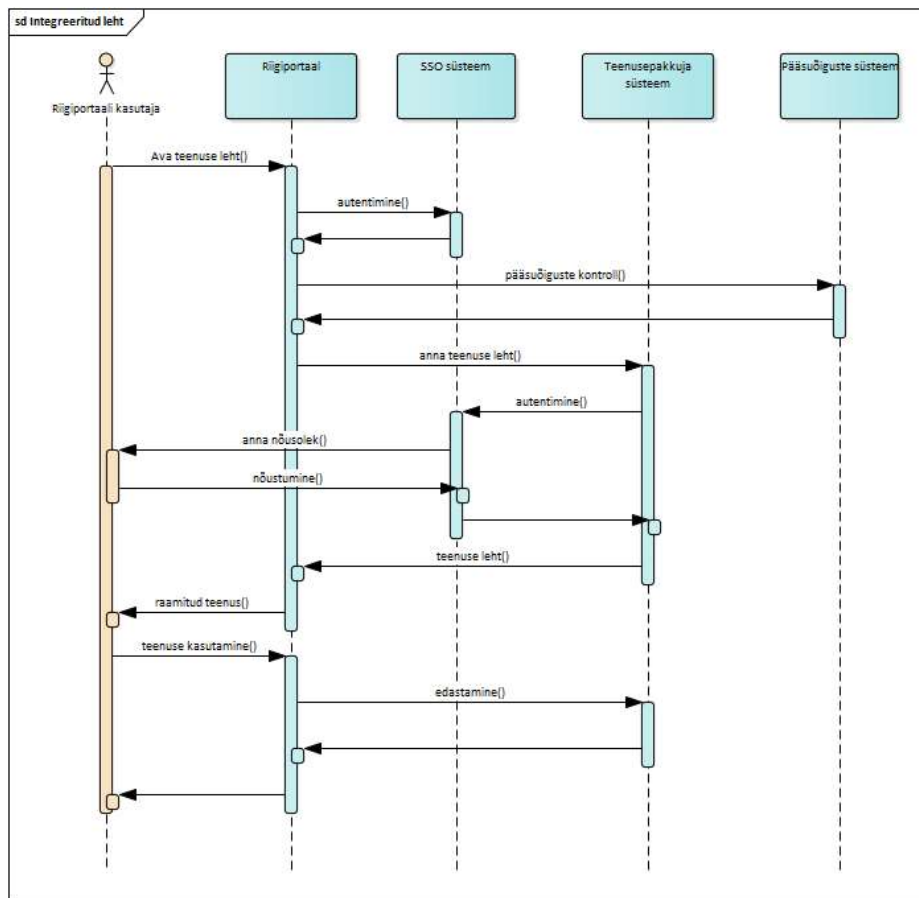 sd Integreeritud leht
Riigiportaali kasutaja
Riigiportaal
SSO süsteem
Teenusepakkuja
süsteem
Pääsuõiguste süsteem
Ava teenuse leht()
autentimine()
pääsuõiguste kontroll()
anna teenuse leht()
autentimine()
anna nõusolek()
nõustumine()
teenuse leht()
raamitud teenus()
teenuse kasutamine()
edastamine()